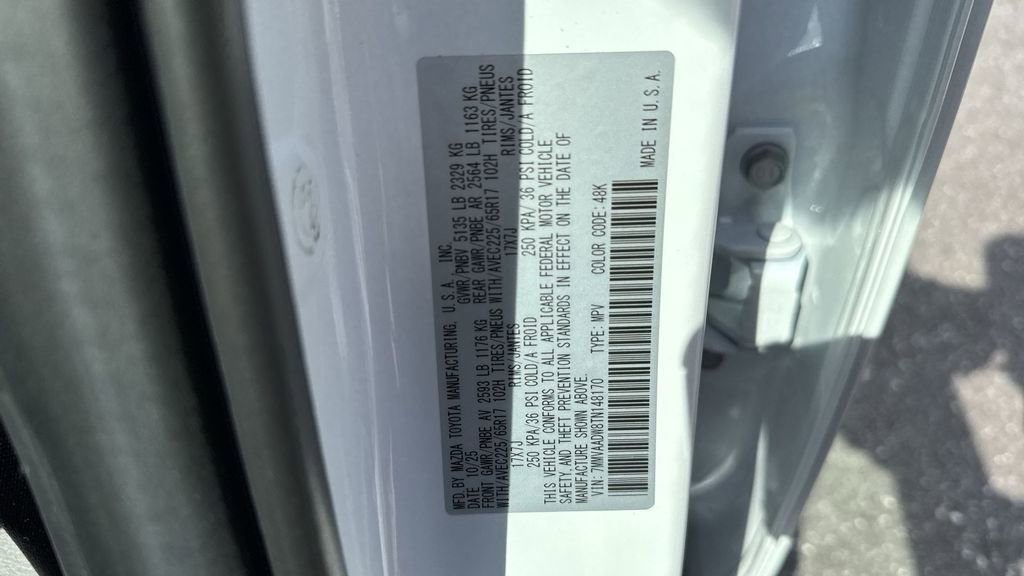 MFD. BY MAZDA TOYOTA MANUFACTURING, U.S.A., INC.
DATE: 10/25 GVWR/PNBV 5135 LB 2329 KG
FRONT GAWR/PNBE AV 2593 LB 1176 KG REAR GAWR/PNBE AR 2564 LB 1163 KG
WITH/AVEC225/65R17 102H TIRES/PNEUS WITH/AVEC225/65R17 102H TIRES/PNEUS
17X7J RIMS/JANTES 17X7J RIMS/JANTES
250 KPA/36 PSI COLD/A FROID 250 KPA/ 36 PSI COLD/A FROID
THIS VEHICLE CONFORMS TO ALL APPLICABLE FEDERAL MOTOR VEHICLE
SAFETY AND THEFT PREVENTION STANDARDS IN EFFECT ON THE DATE OF
MANUFACTURE SHOWN ABOVE.
VIN: 7MMVAADW8TN148170 TYPE: MPV COLOR CODE: 48K
MADE IN U.S.A.